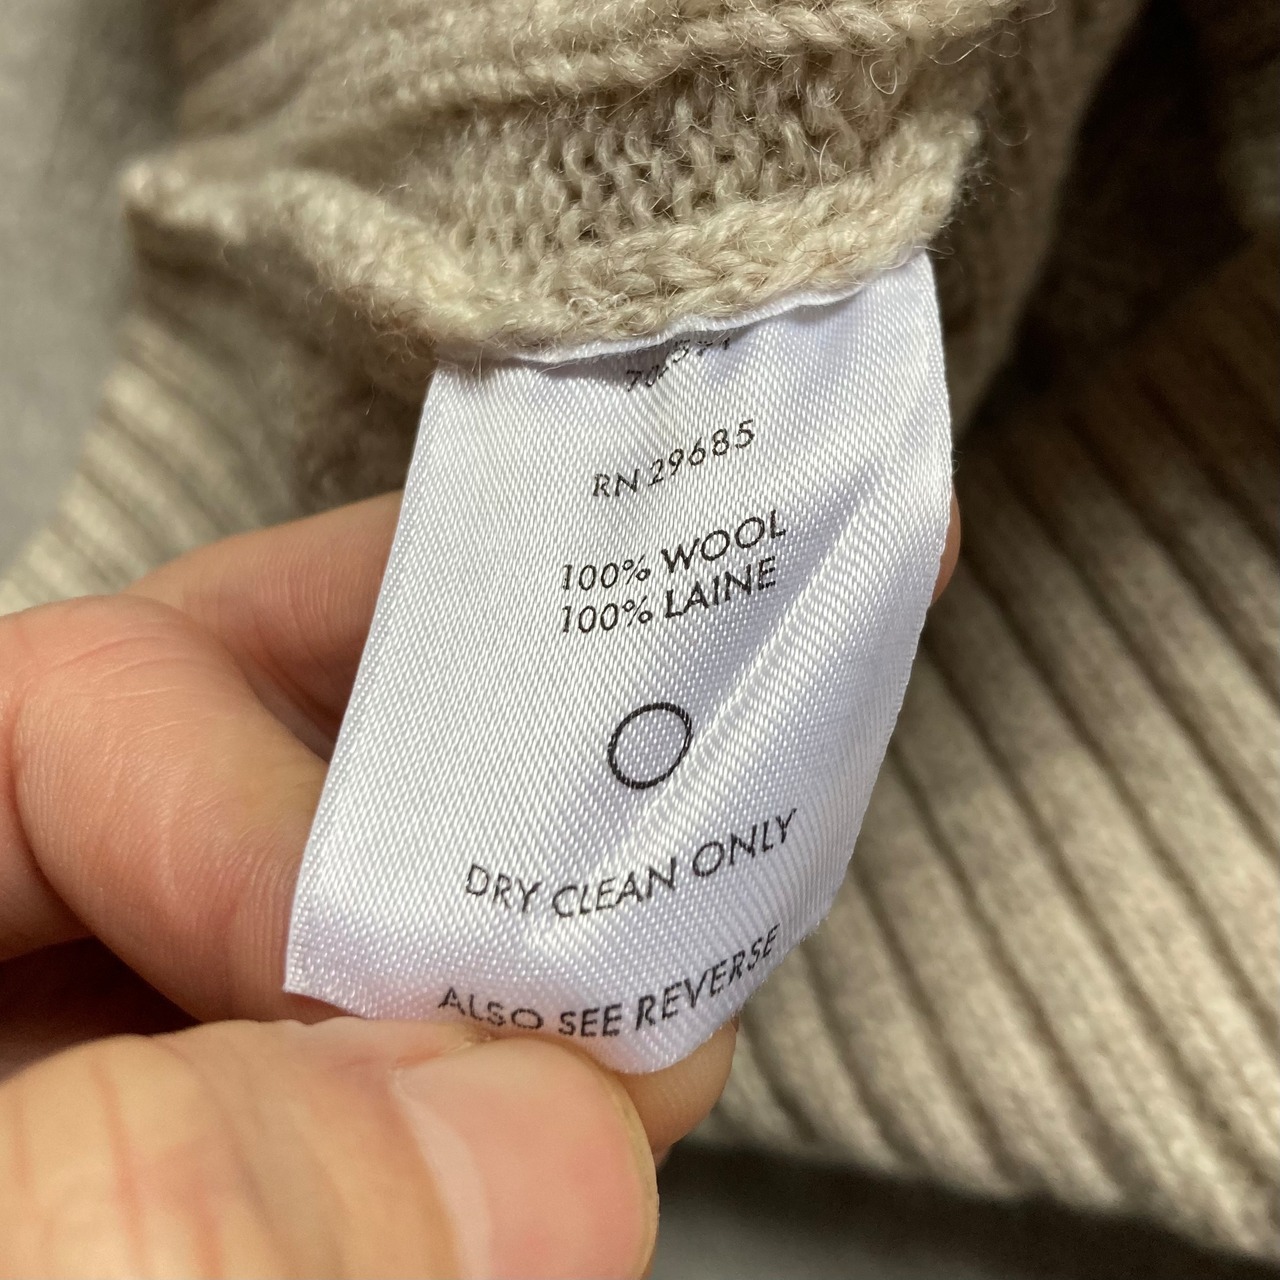 RN 29685
100% WOOL
100% LAINE
DRY CLEAN ONLY
ALSO SEE REVERSE